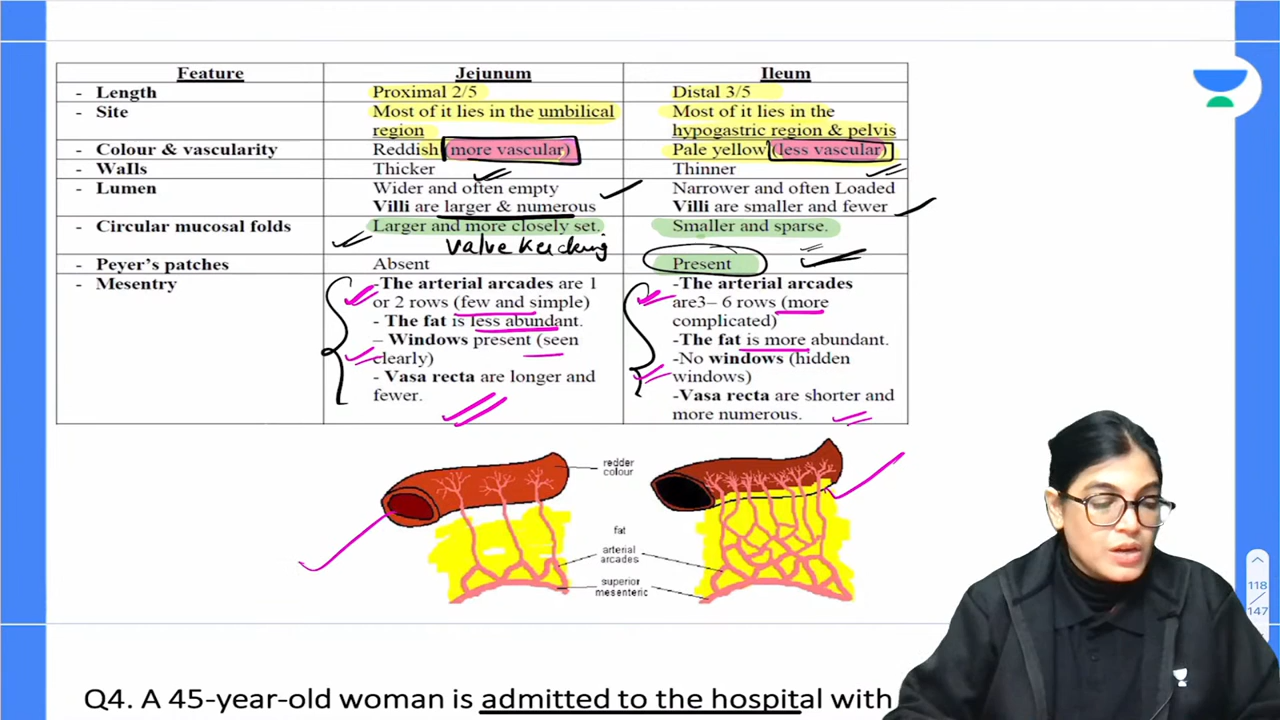 Feature Jejunum Ileum
- Length Proximal 2/5 Distal 3/5
- Site Most of it lies in the umbilical Most of it lies in the
region hypogastric region & pelvis
- Colour & vascularity Reddish (more vascular) Pale yellow (less vascular)
- Walls Thicker Thinner
- Lumen Wider and often empty Narrower and often Loaded
Villi are larger & numerous Villi are smaller and fewer
- Circular mucosal folds Larger and more closely set. Smaller and sparse.
valve
- Peyer's patches Absent Present
- Mesentry -The arterial arcades are 1 -The arterial arcades
or 2 rows (few and simple) are3– 6 rows (more
- The fat is less abundant. complicated)
– Windows present (seen -The fat is more abundant.
clearly) -No windows (hidden
- Vasa recta are longer and windows)
fewer. -Vasa recta are shorter and
more numerous.
redder
colour
fat
arterial
arcades
superior
mesenteric
118
147
Q4. A 45-year-old woman is admitted to the hospital with